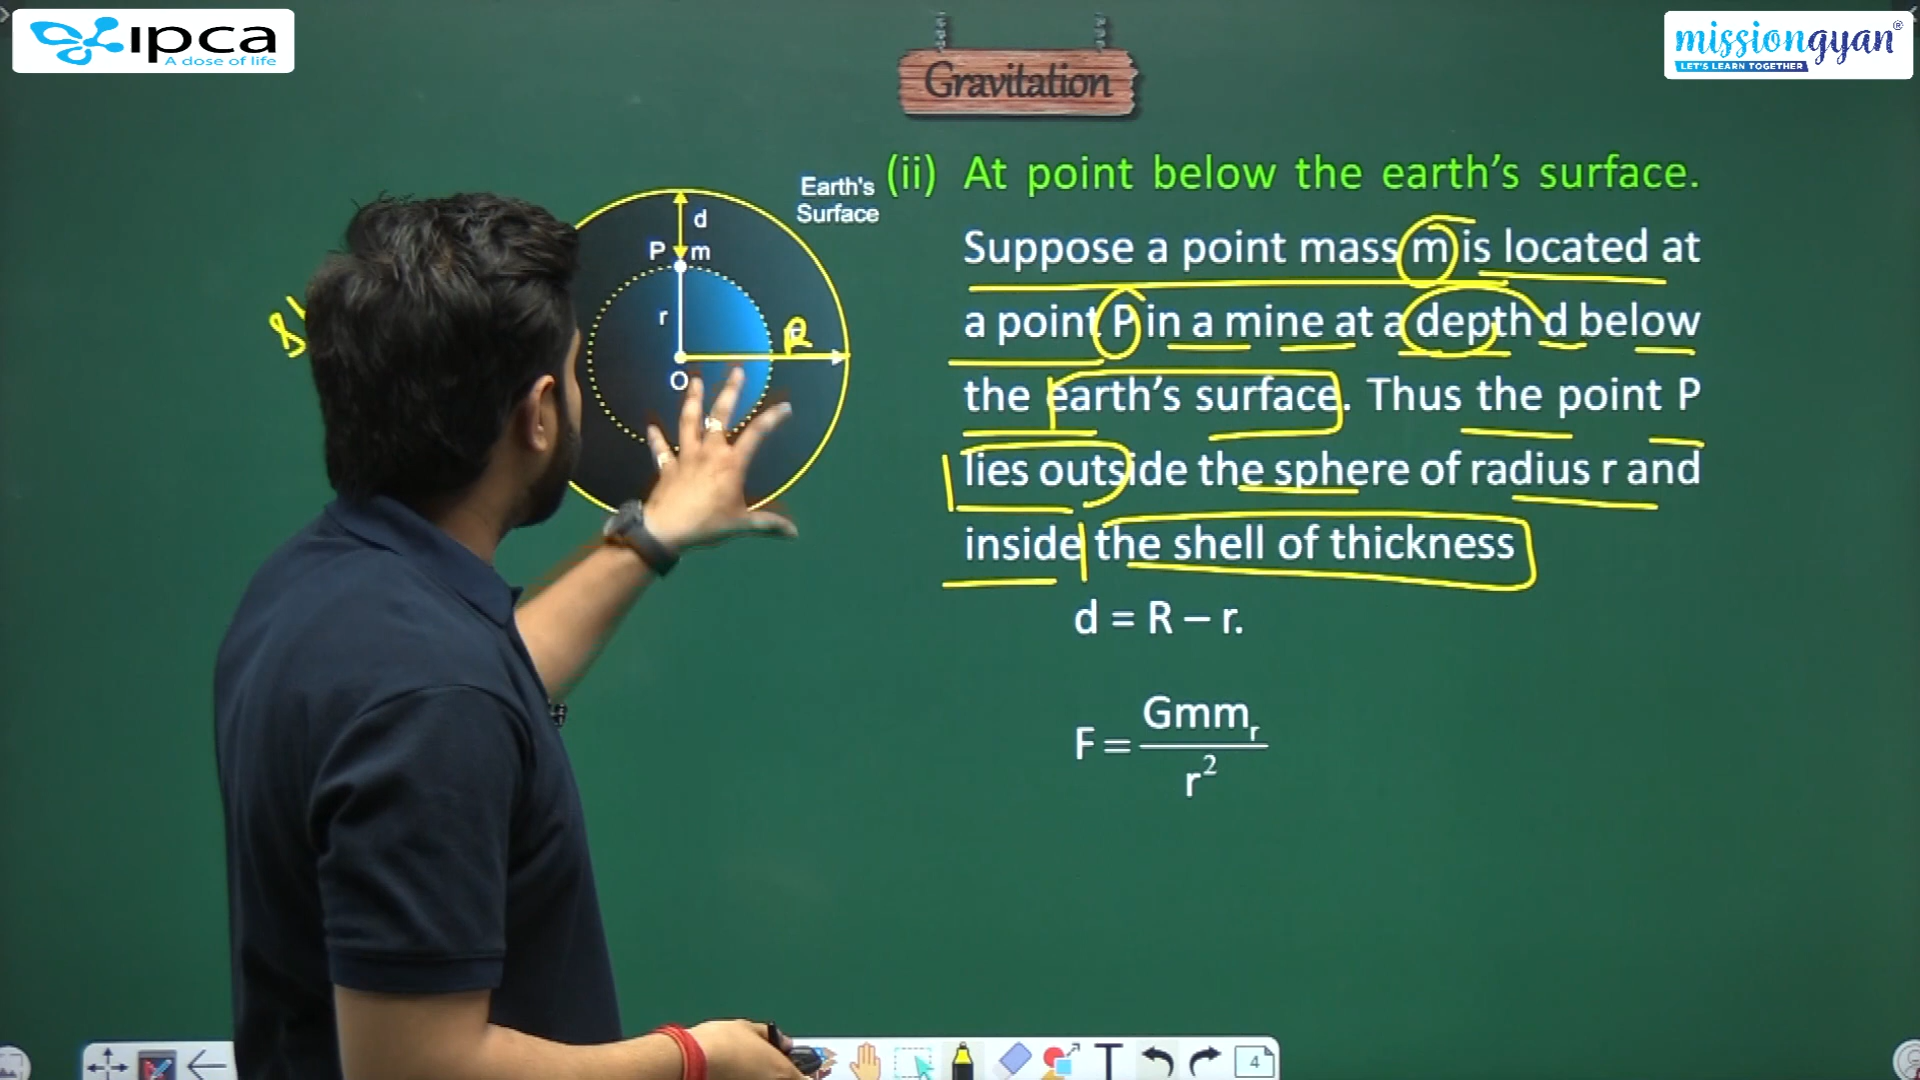 ipca
A dose of life
Gravitation
missiongyan®
LET'S LEARN TOGETHER
Earth's
Surface
d
P m
r
R
O
(ii) At point below the earth's surface.
Suppose a point mass m is located at
a point P in a mine at a depth d below
the earth's surface. Thus the point P
lies outside the sphere of radius r and
inside the shell of thickness
d = R – r.
F = Gmmᵣ / r²
4